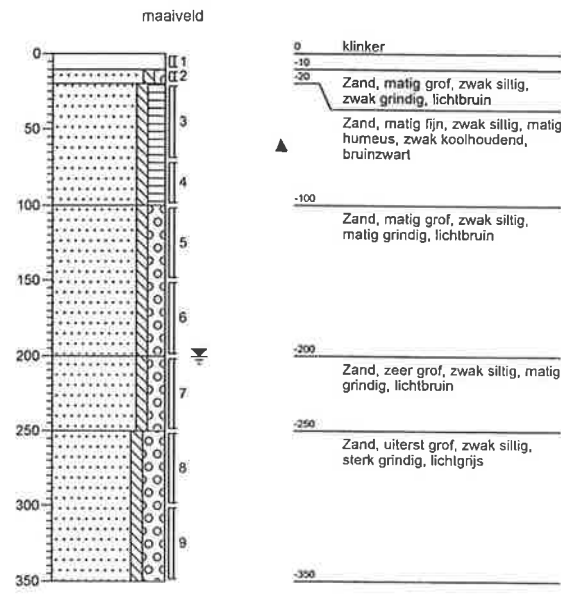 maaiveld
0
50
100
150
200
250
300
350
1
2
3
4
5
6
7
8
9
0
klinker
-10
-20
Zand, matig grof, zwak siltig,
zwak grindig, lichtbruin
Zand, matig fijn, zwak siltig, matig
humeus, zwak koolhoudend,
bruinzwart
-100
Zand, matig grof, zwak siltig,
matig grindig, lichtbruin
-200
Zand, zeer grof, zwak siltig, matig
grindig, lichtbruin
-250
Zand, uiterst grof, zwak siltig,
sterk grindig, lichtgrijs
-350